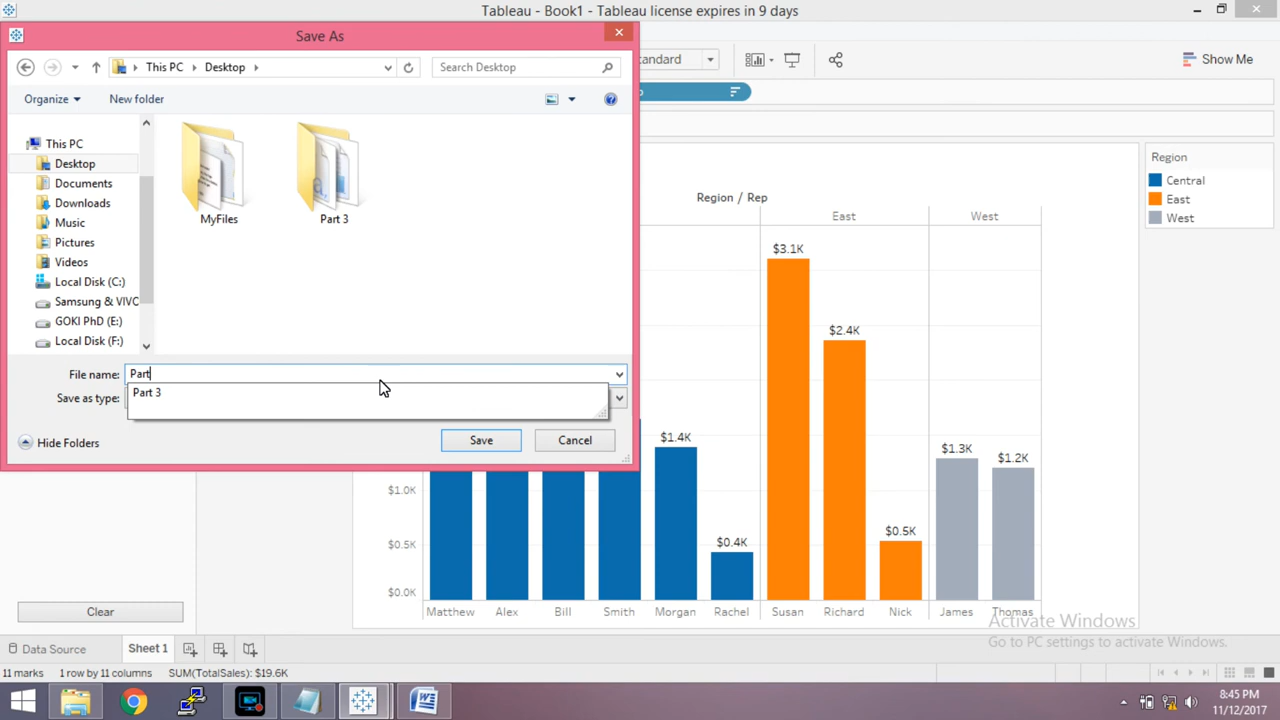 Tableau - Book1 - Tableau license expires in 9 days
Save As
This PC
Desktop
Search Desktop
Organize
New folder
This PC
Desktop
Documents
Downloads
Music
Pictures
Videos
Local Disk (C:)
Samsung & VIVC
GOKI PhD (E:)
Local Disk (F:)
MyFiles
Part 3
File name: Part
Part 3
Save as type:
Hide Folders
Save
Cancel
tandard
Show Me
Region / Rep
East
West
Region
Central
East
West
$3.1K
$2.4K
$1.4K
$1.3K
$1.2K
$1.0K
$0.4K
$0.5K
$0.5K
$0.0K
Matthew Alex Bill Smith Morgan Rachel Susan Richard Nick James Thomas
Activate Windows
Go to PC settings to activate Windows.
Clear
Data Source
Sheet 1
11 marks 1 row by 11 columns SUM(TotalSales): $19.6K
8:45 PM
11/12/2017